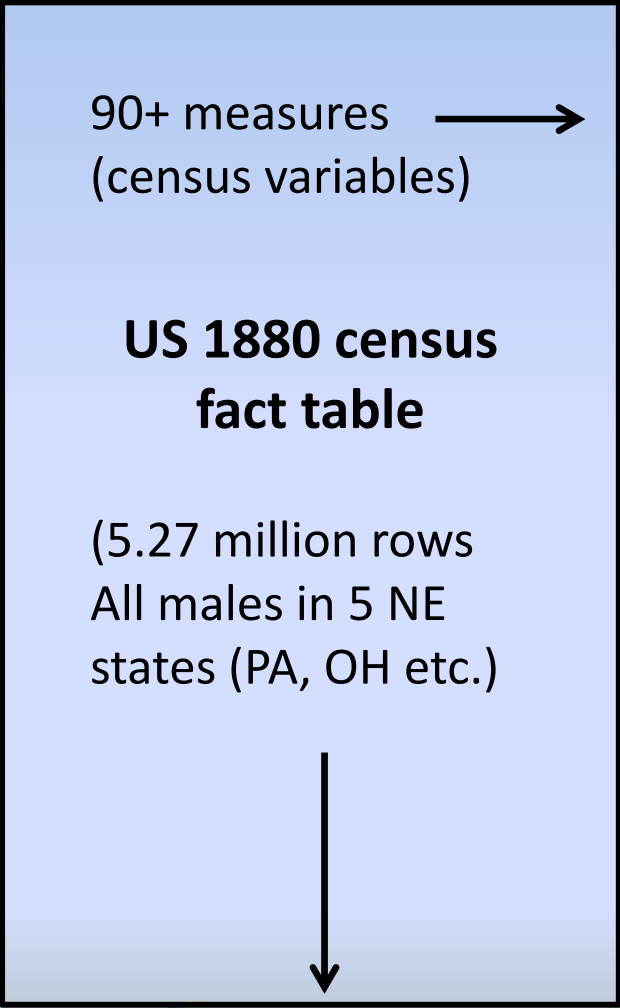 90+ measures
(census variables)
US 1880 census
fact table
(5.27 million rows
All males in 5 NE
states (PA, OH etc.)